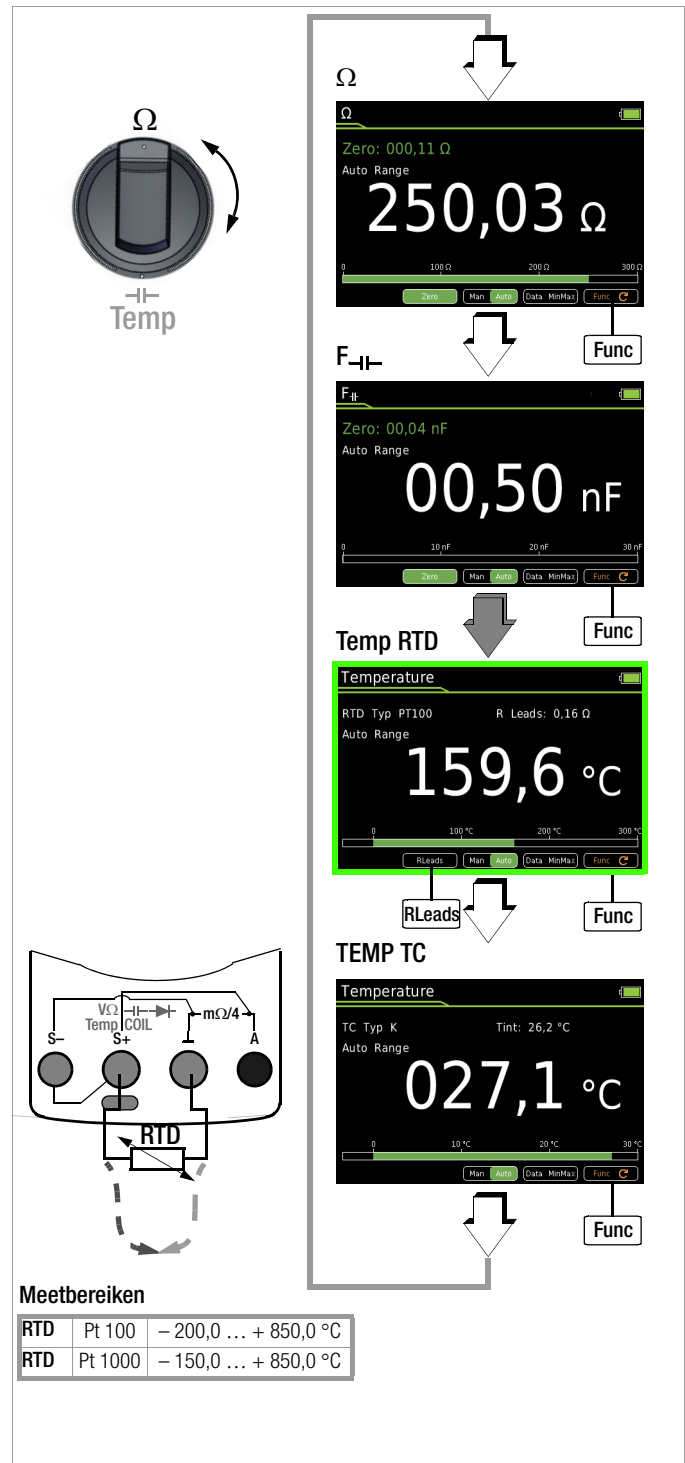 Ω
Temp
Ω
Ω
Zero: 000,11 Ω
Auto Range
250,03 Ω
0 100 Ω 200 Ω 300 Ω
Zero Man Auto Data MinMax Func
Func
F
F
Zero: 00,04 nF
Auto Range
00,50 nF
0 10 nF 20 nF 30 nF
Zero Man Auto Data MinMax Func
Func
Temp RTD
Temperature
RTD Typ PT100 R Leads: 0,16 Ω
Auto Range
159,6 °C
0 100 °C 200 °C 300 °C
RLeads Man Auto Data MinMax Func
RLeads
Func
TEMP TC
Temperature
TC Typ K Tint: 26,2 °C
Auto Range
027,1 °C
0 10 °C 20 °C 30 °C
Man Auto Data MinMax Func
Func
VΩ
mΩ/4
Temp COIL
S– S+ ⊥ A
RTD
Meetbereiken
RTD Pt 100 – 200,0 … + 850,0 °C
RTD Pt 1000 – 150,0 … + 850,0 °C